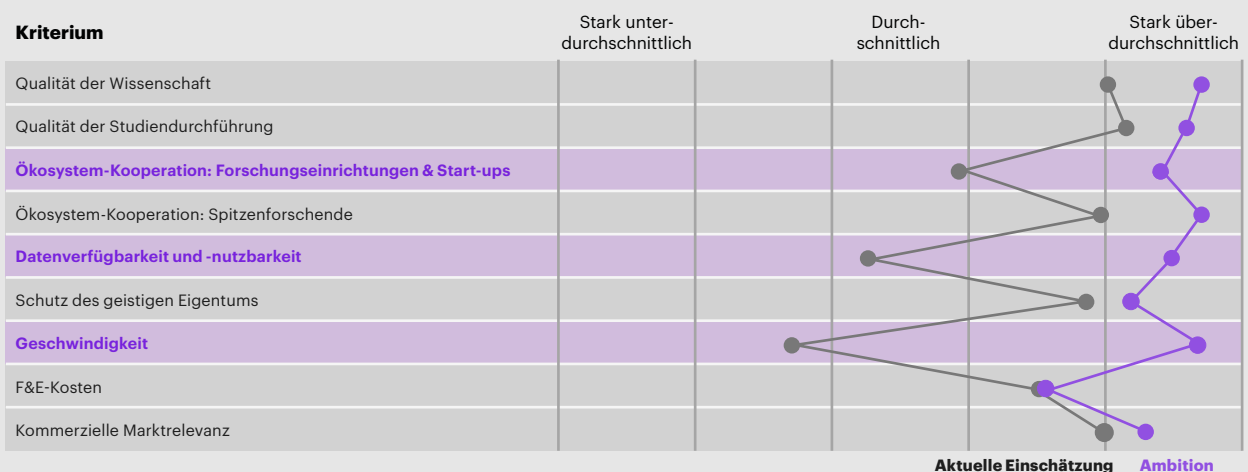 Kriterium
Stark unter-
durchschnittlich
Durch-
schnittlich
Stark über-
durchschnittlich
Qualität der Wissenschaft
Qualität der Studiendurchführung
Ökosystem-Kooperation: Forschungseinrichtungen & Start-ups
Ökosystem-Kooperation: Spitzenforschende
Datenverfügbarkeit und -nutzbarkeit
Schutz des geistigen Eigentums
Geschwindigkeit
F&E-Kosten
Kommerzielle Marktrelevanz
Aktuelle Einschätzung
Ambition